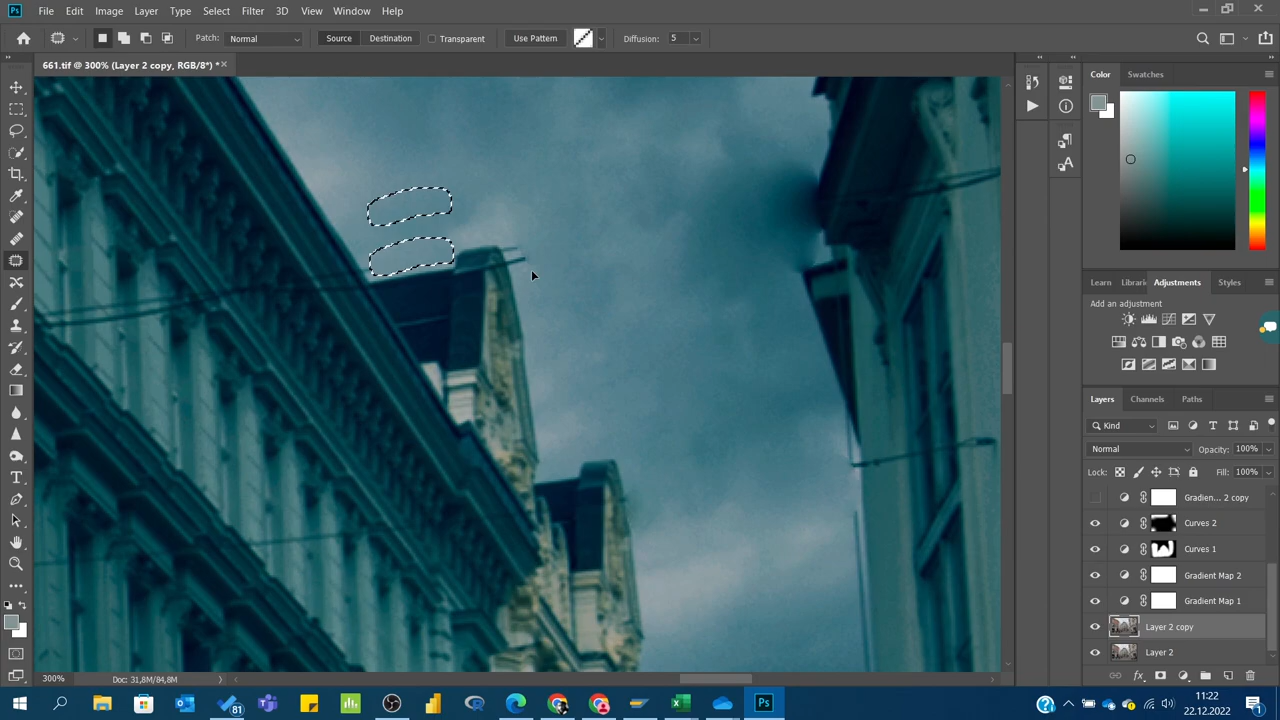 Ps File Edit Image Layer Type Select Filter 3D View Window Help
Patch: Normal Source Destination Transparent Use Pattern Diffusion: 5
661.tif @ 300% (Layer 2 copy, RGB/8*) *
Color Swatches
Learn Librari Adjustments Styles
Add an adjustment
Layers Channels Paths
Kind
Normal Opacity: 100%
Lock: Fill: 100%
Gradien... 2 copy
Curves 2
Curves 1
Gradient Map 2
Gradient Map 1
Layer 2 copy
Layer 2
300% Doc: 31,8M/84,8M
81
Ps
11:22
22.12.2022
1